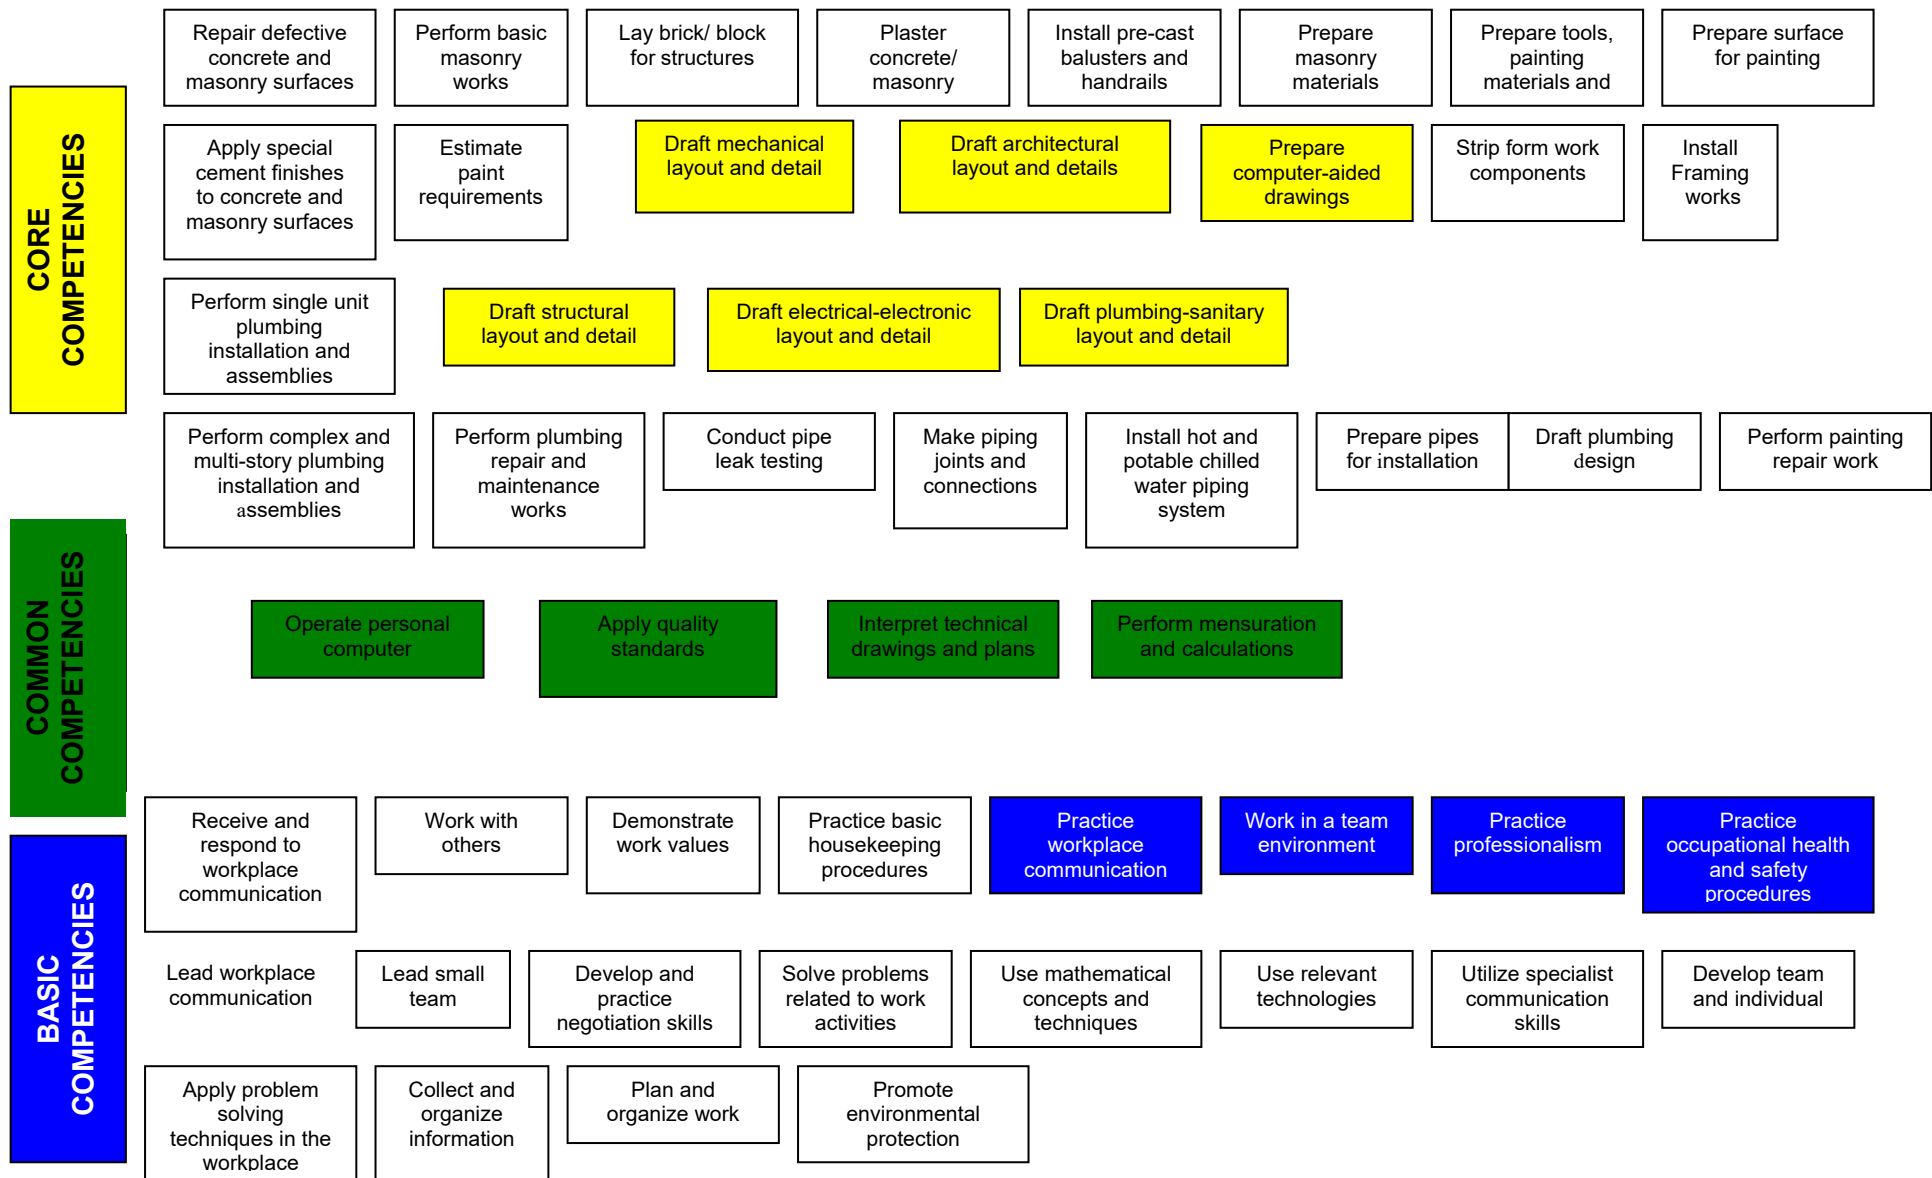 CORE
COMPETENCIES
Repair defective
concrete and
masonry surfaces
Perform basic
masonry
works
Lay brick/ block
for structures
Plaster
concrete/
masonry
Install pre-cast
balusters and
handrails
Prepare
masonry
materials
Prepare tools,
painting
materials and
Prepare surface
for painting
Apply special
cement finishes
to concrete and
masonry surfaces
Estimate
paint
requirements
Draft mechanical
layout and detail
Draft architectural
layout and details
Prepare
computer-aided
drawings
Strip form work
components
Install
Framing
works
Perform single unit
plumbing
installation and
assemblies
Draft structural
layout and detail
Draft electrical-electronic
layout and detail
Draft plumbing-sanitary
layout and detail
Perform complex and
multi-story plumbing
installation and
assemblies
Perform plumbing
repair and
maintenance
works
Conduct pipe
leak testing
Make piping
joints and
connections
Install hot and
potable chilled
water piping
system
Prepare pipes
for installation
Draft plumbing
design
Perform painting
repair work
COMMON
COMPETENCIES
Operate personal
computer
Apply quality
standards
Interpret technical
drawings and plans
Perform mensuration
and calculations
BASIC
COMPETENCIES
Receive and
respond to
workplace
communication
Work with
others
Demonstrate
work values
Practice basic
housekeeping
procedures
Practice
workplace
communication
Work in a team
environment
Practice
professionalism
Practice
occupational health
and safety
procedures
Lead workplace
communication
Lead small
team
Develop and
practice
negotiation skills
Solve problems
related to work
activities
Use mathematical
concepts and
techniques
Use relevant
technologies
Utilize specialist
communication
skills
Develop team
and individual
Apply problem
solving
techniques in the
workplace
Collect and
organize
information
Plan and
organize work
Promote
environmental
protection